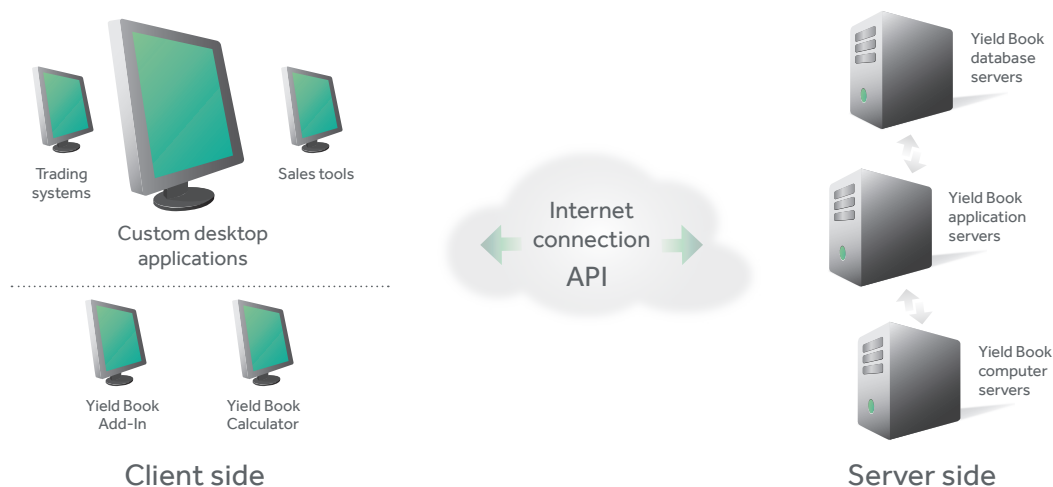 Trading
systems
Sales tools
Custom desktop
applications
Yield Book
Add-In
Yield Book
Calculator
Client side
Internet
connection
API
Yield Book
database
servers
Yield Book
application
servers
Yield Book
computer
servers
Server side